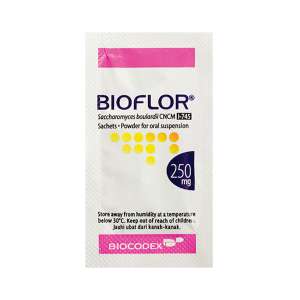 BIOFLOR®
Saccharomyces boulardii CNCM I-745
Sachets • Powder for oral suspension
250
mg
Store away from humidity at a temperature
below 30°C. Keep out of reach of children.
Jauhi ubat dari kanak-kanak.
BIOCODEX